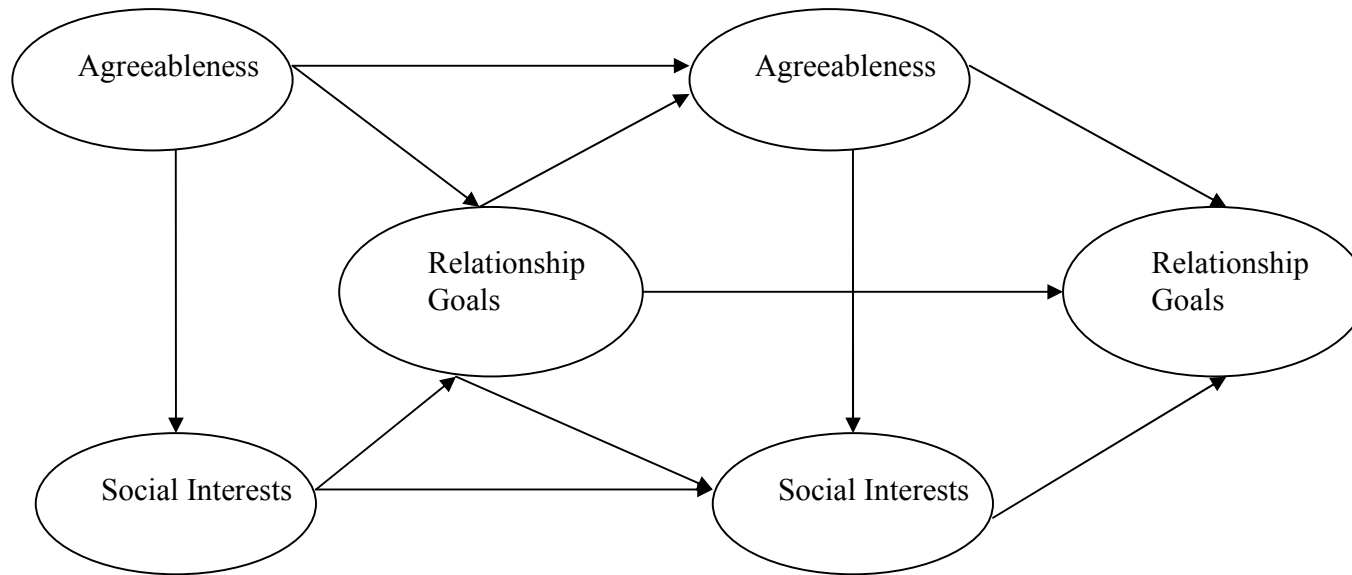 Agreeableness
Agreeableness
Relationship
Goals
Relationship
Goals
Social Interests
Social Interests